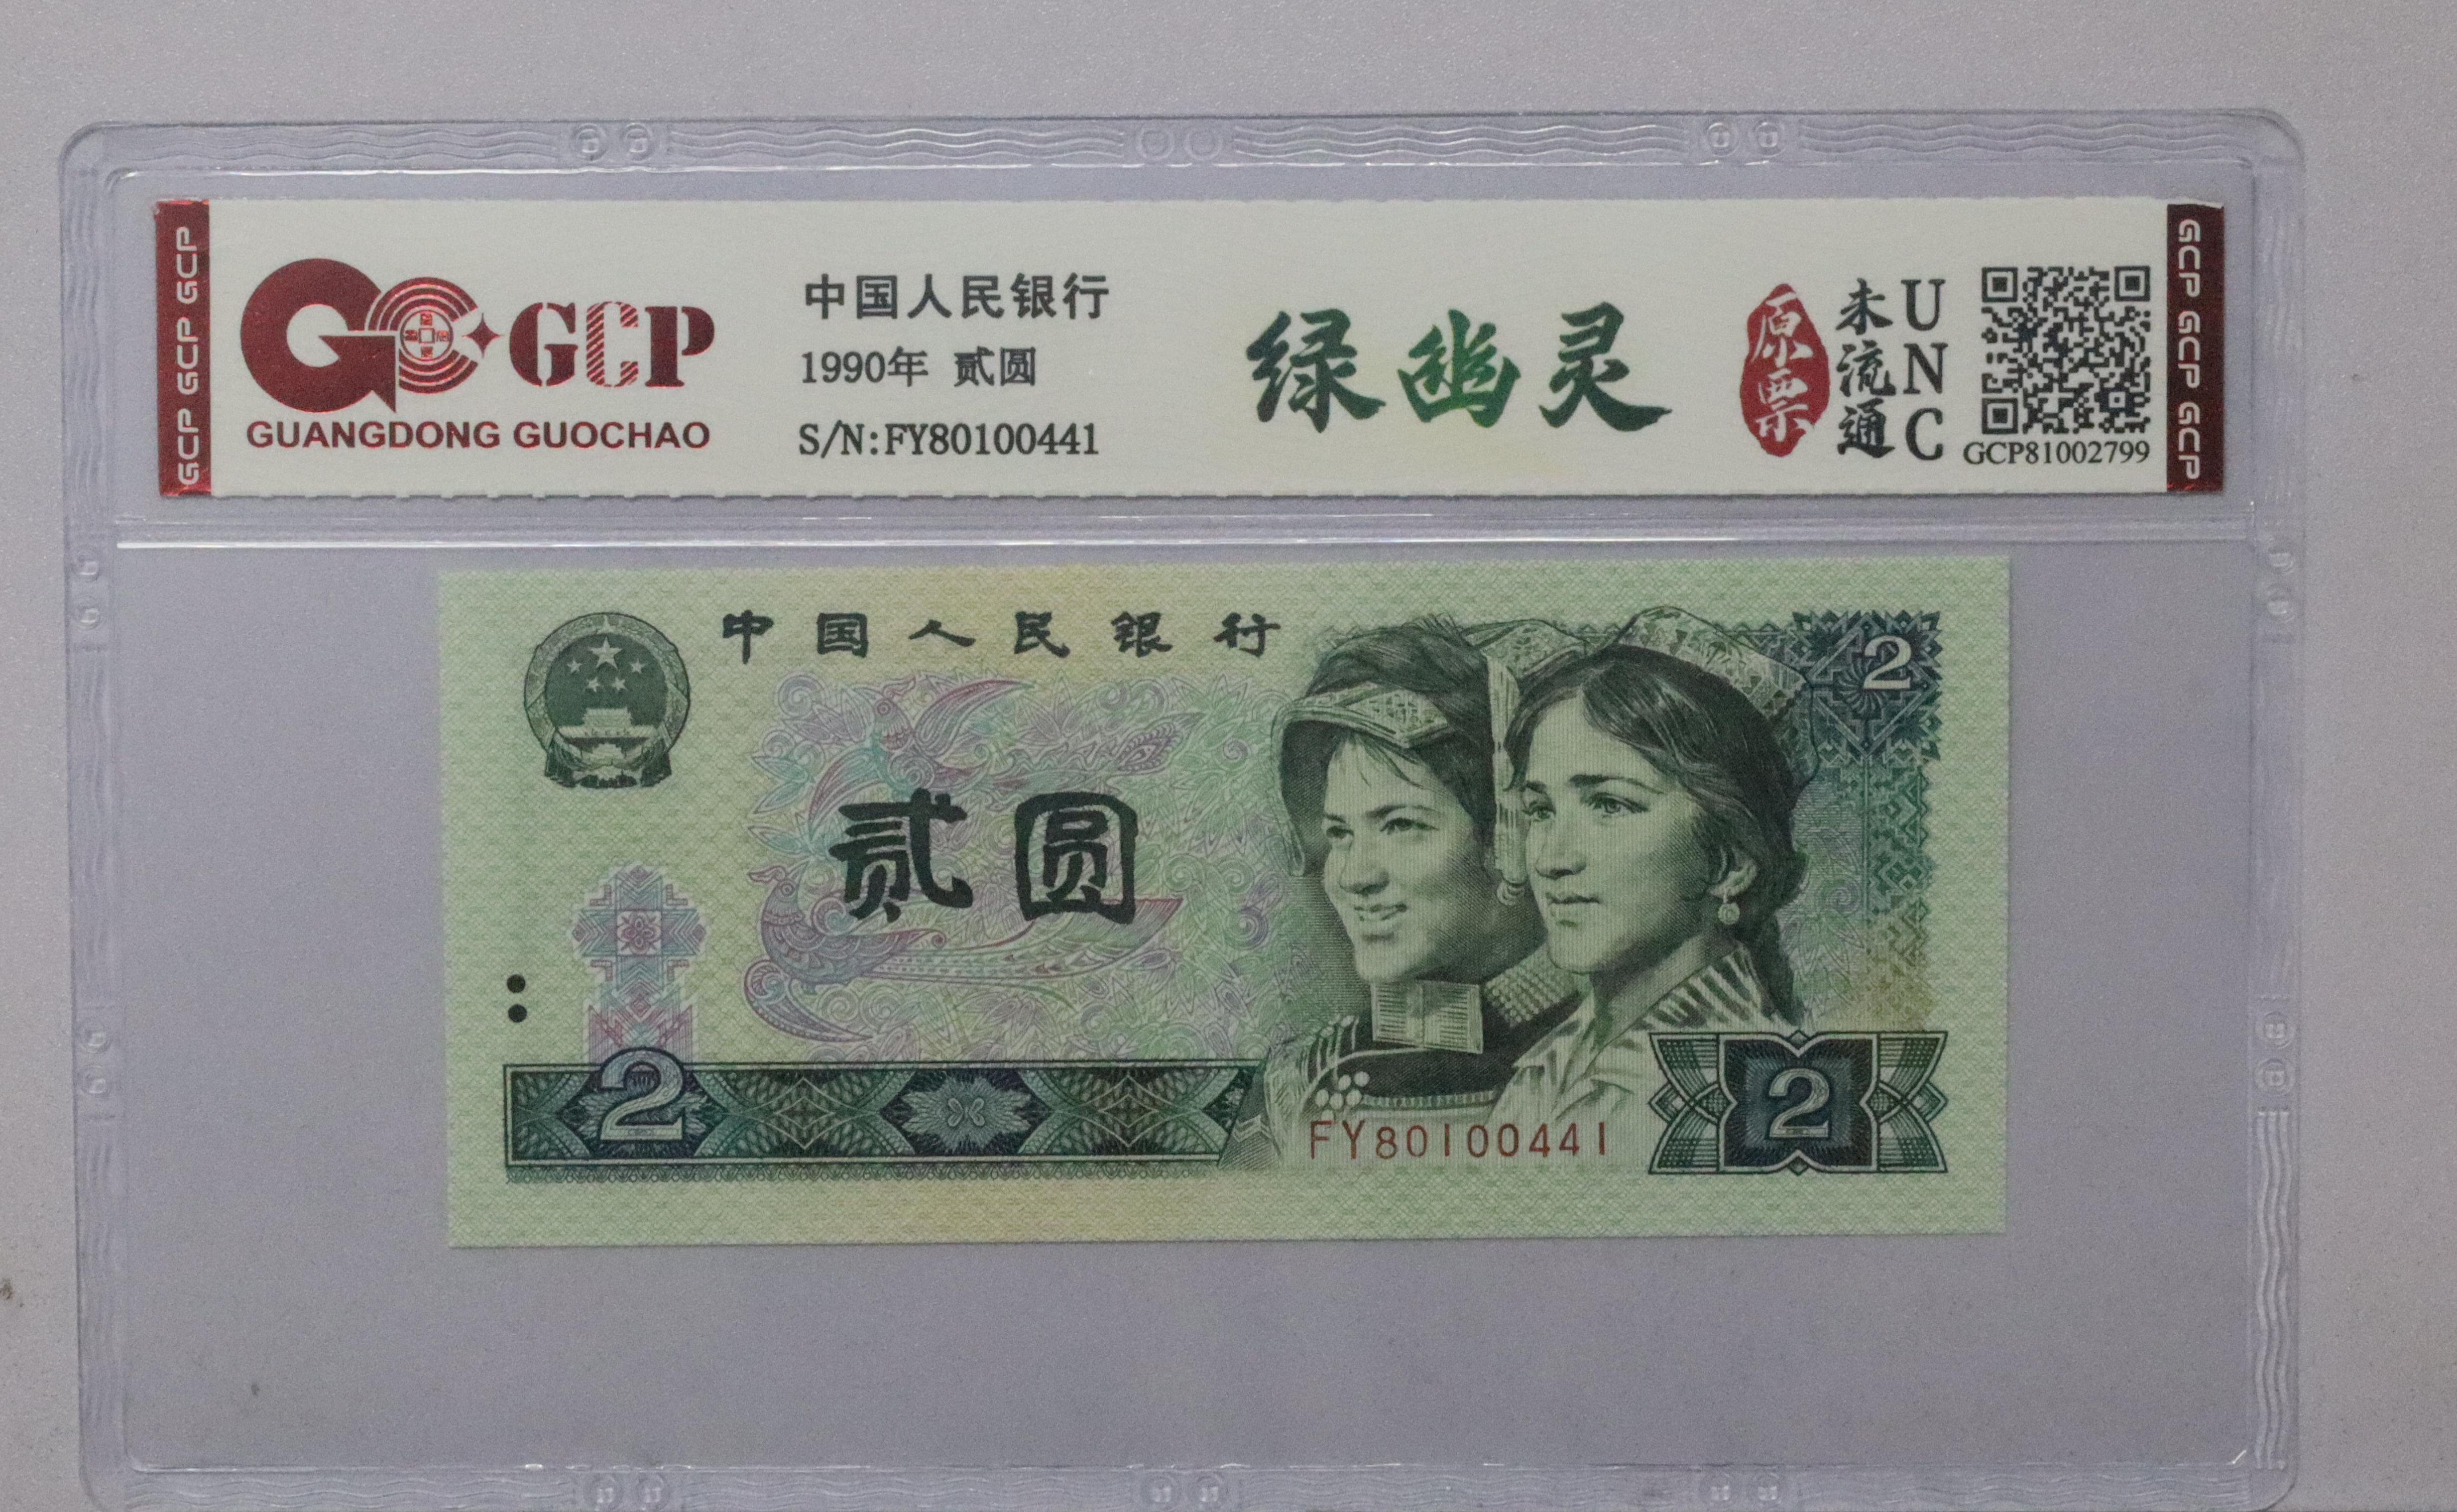 GCP GCP GCP
GCP
GUANGDONG GUOCHAO
中国人民银行
1990年 贰圆
S/N:FY80100441
绿幽灵
原票
未流通
UNC
GCP81002799
GCP GCP GCP
中国人民银行
2
贰圆
2
FY80100441
2